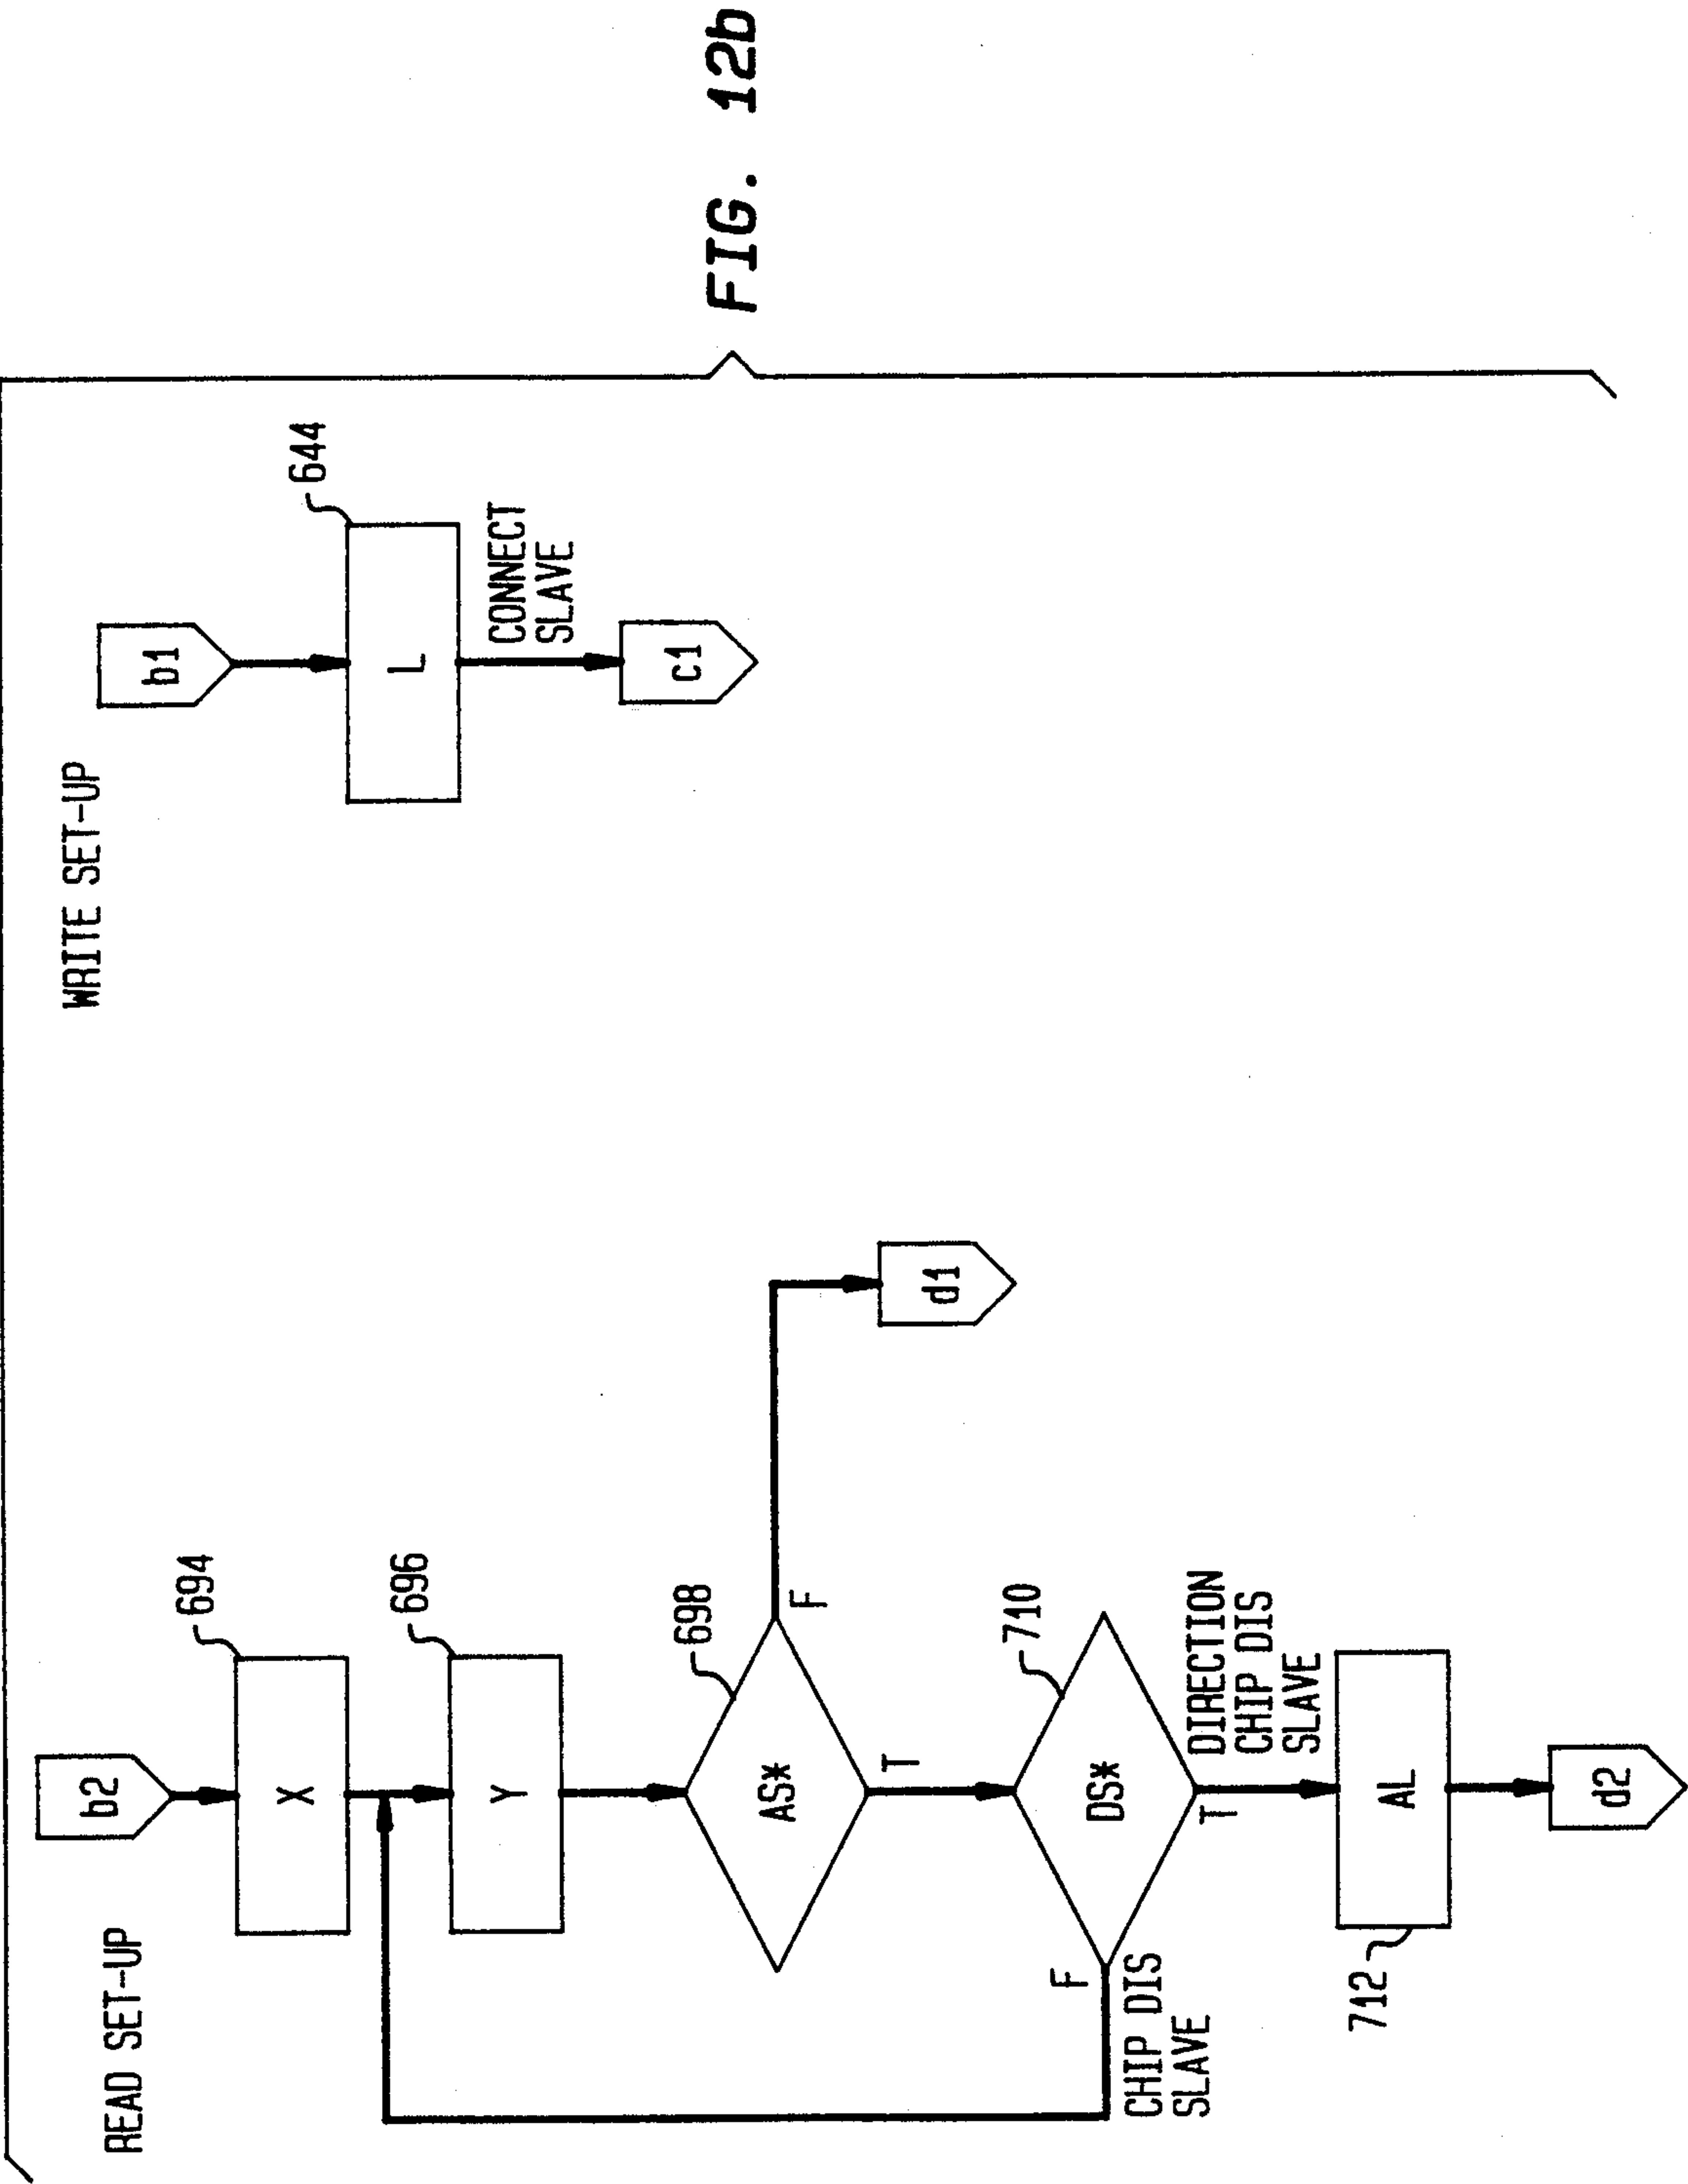 READ SET-UP
b2
694
X
696
Y
698
AS*
F
d1
T
710
DS*
F
CHIP DIS
SLAVE
T
DIRECTION
CHIP DIS
SLAVE
712
AL
d2
WRITE SET-UP
b1
644
L
CONNECT
SLAVE
c1
FIG. 12b